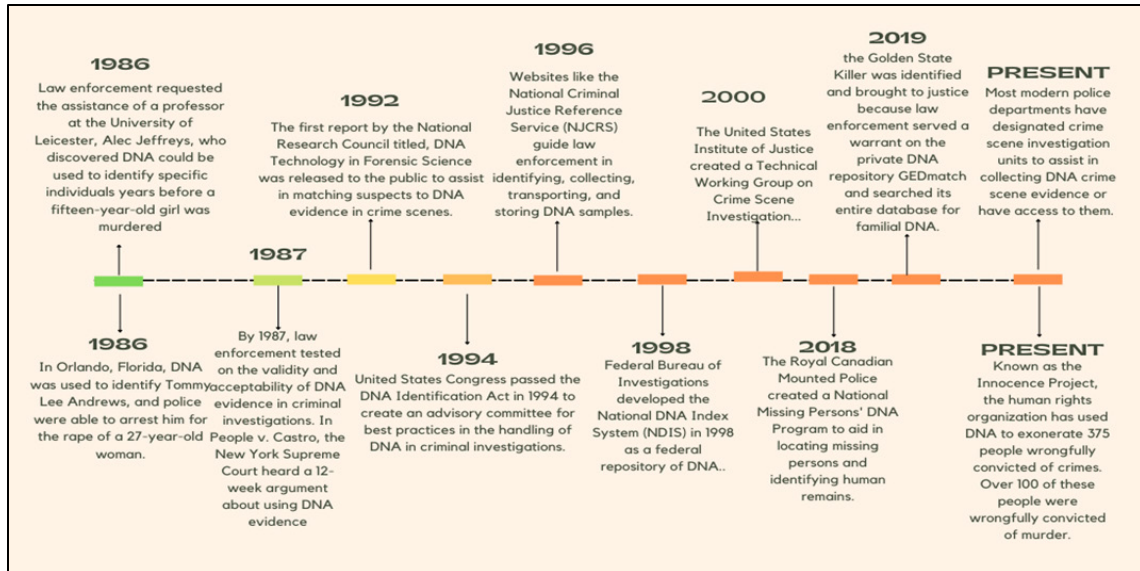 1986
Law enforcement requested
the assistance of a professor
at the University of
Leicester, Alec Jeffreys, who
discovered DNA could be
used to identify specific
individuals years before a
fifteen-year-old girl was
murdered
1986
In Orlando, Florida, DNA
was used to identify Tommy
Lee Andrews, and police
were able to arrest him for
the rape of a 27-year-old
woman.
1987
By 1987, law
enforcement tested
on the validity and
acceptability of DNA
evidence in criminal
investigations. In
People v. Castro, the
New York Supreme
Court heard a 12-
week argument
about using DNA
evidence
1992
The first report by the National
Research Council titled, DNA
Technology in Forensic Science
was released to the public to assist
in matching suspects to DNA
evidence in crime scenes.
1994
United States Congress passed the
DNA Identification Act in 1994 to
create an advisory committee for
best practices in the handling of
DNA in criminal investigations.
1996
Websites like the
National Criminal
Justice Reference
Service (NJCRS)
guide law
enforcement in
identifying, collecting,
transporting, and
storing DNA samples.
1998
Federal Bureau of
Investigations
developed the
National DNA Index
System (NDIS) in 1998
as a federal
repository of DNA..
2000
The United States
Institute of Justice
created a Technical
Working Group on
Crime Scene
Investigation...
2018
The Royal Canadian
Mounted Police
created a National
Missing Persons' DNA
Program to aid in
locating missing
persons and
identifying human
remains.
2019
the Golden State
Killer was identified
and brought to justice
because law
enforcement served a
warrant on the
private DNA
repository GEDmatch
and searched its
entire database for
familial DNA.
PRESENT
Most modern police
departments have
designated crime
scene investigation
units to assist in
collecting DNA crime
scene evidence or
have access to them.
PRESENT
Known as the
Innocence Project,
the human rights
organization has used
DNA to exonerate 375
people wrongfully
convicted of crimes.
Over 100 of these
people were
wrongfully convicted
of murder.